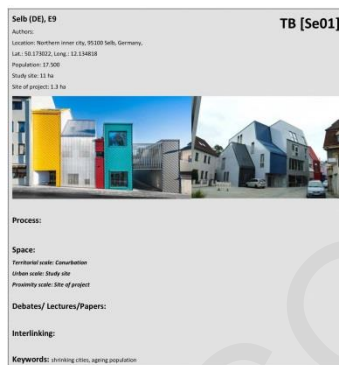 Selb (DE), E9
TB [Se01]
Authors:
Location: Northern inner city, 95100 Selb, Germany,
Lat.: 50.173022, Long.: 12.134818
Population: 17.500
Study site: 11 ha
Site of project: 1.3 ha
Process:
Space:
Territorial scale: Conurbation
Urban scale: Study site
Proximity scale: Site of project
Debates/ Lectures/Papers:
Interlinking:
Keywords: shrinking cities, ageing population